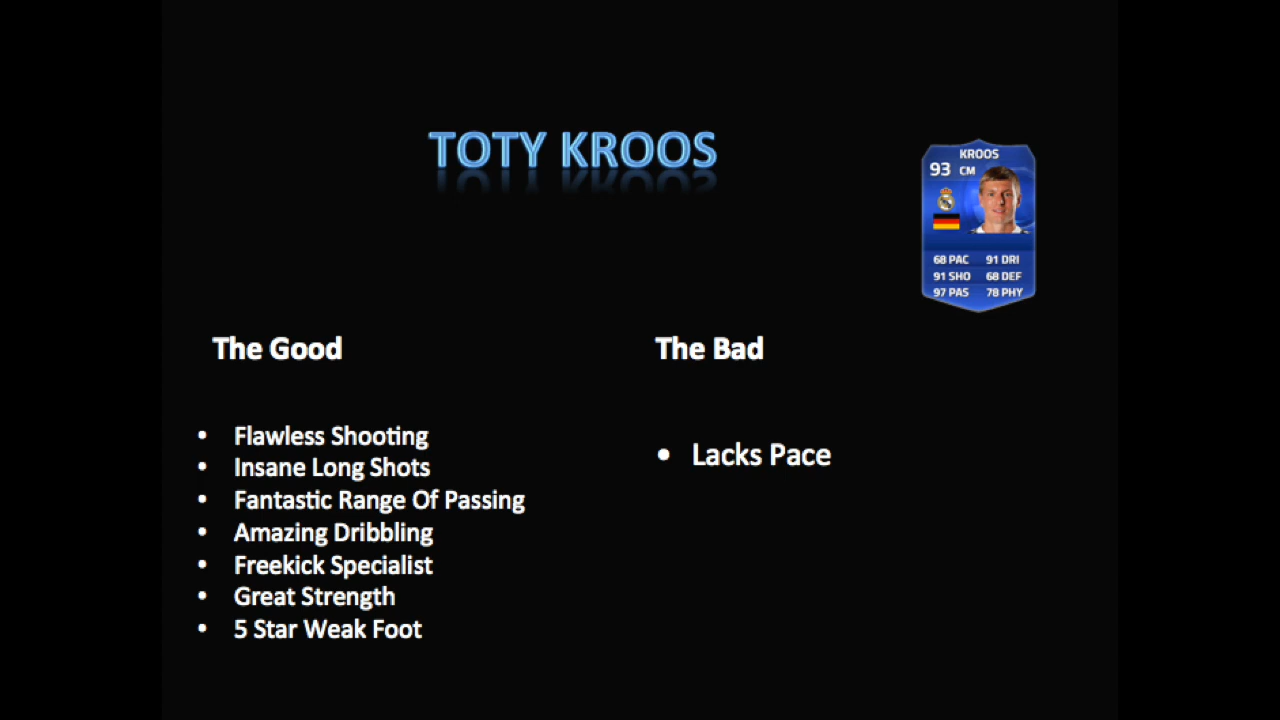 TOTY KROOS
KROOS
93 CM
68 PAC 91 DRI
91 SHO 68 DEF
97 PAS 78 PHY
The Good
• Flawless Shooting
• Insane Long Shots
• Fantastic Range Of Passing
• Amazing Dribbling
• Freekick Specialist
• Great Strength
• 5 Star Weak Foot
The Bad
• Lacks Pace